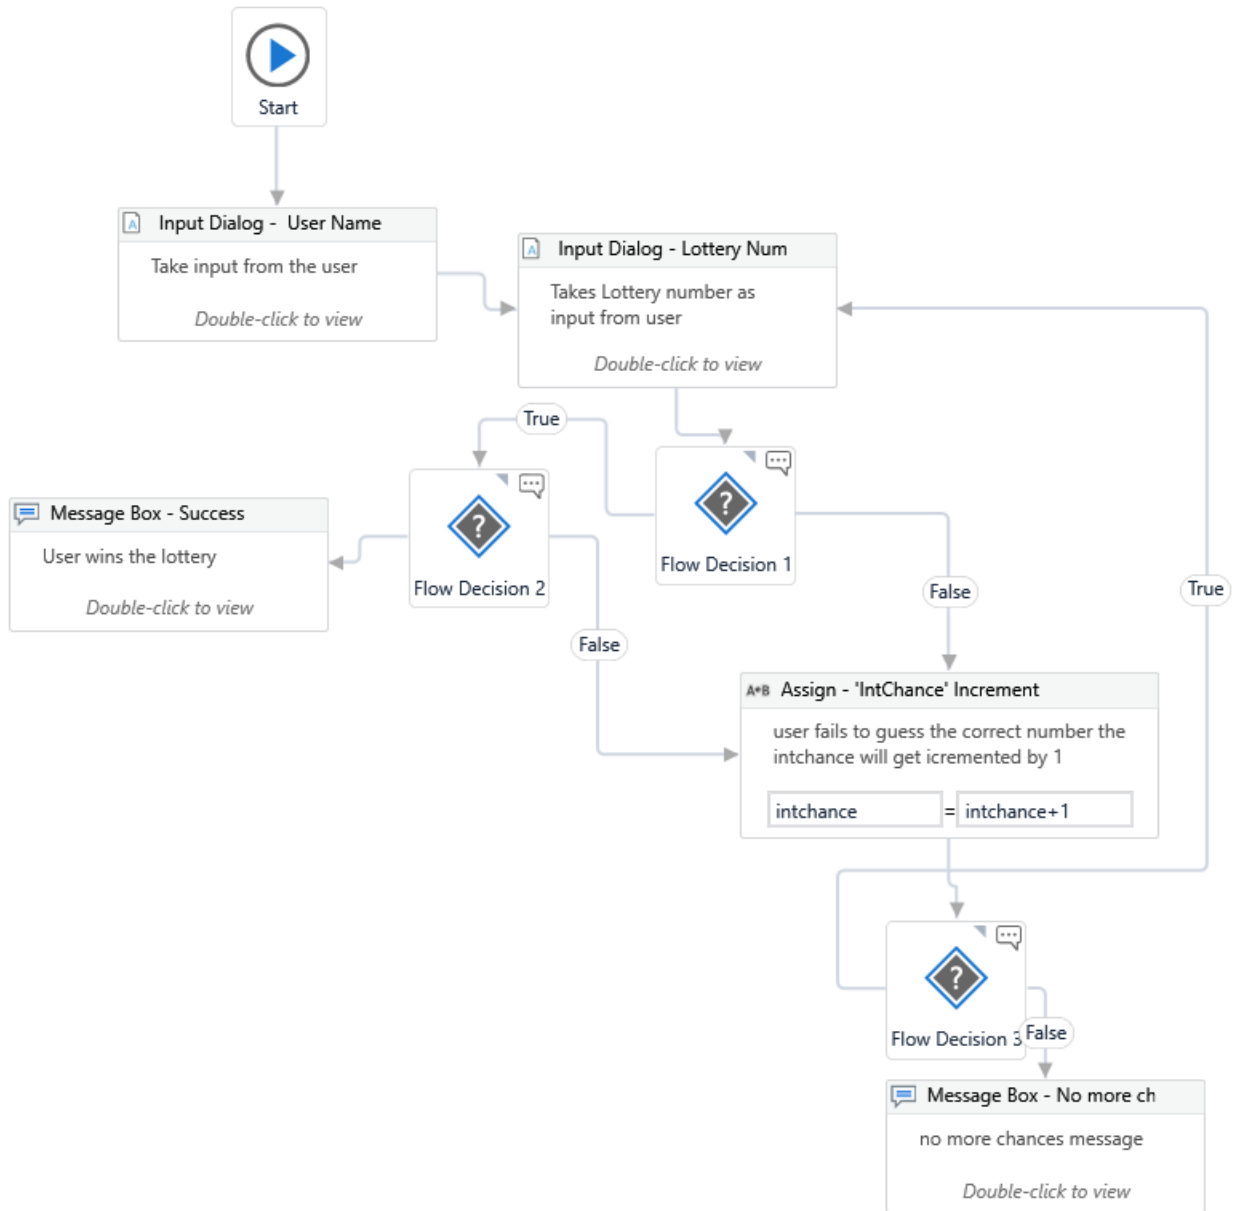 Start
Input Dialog -  User Name
Take input from the user
Double-click to view
Input Dialog - Lottery Num
Takes Lottery number as
input from user
Double-click to view
True
Flow Decision 1
Flow Decision 2
Message Box - Success
User wins the lottery
Double-click to view
False
False
True
A*B Assign - 'IntChance' Increment
user fails to guess the correct number the
intchance will get icremented by 1
intchance = intchance+1
Flow Decision 3
False
Message Box - No more ch
no more chances message
Double-click to view